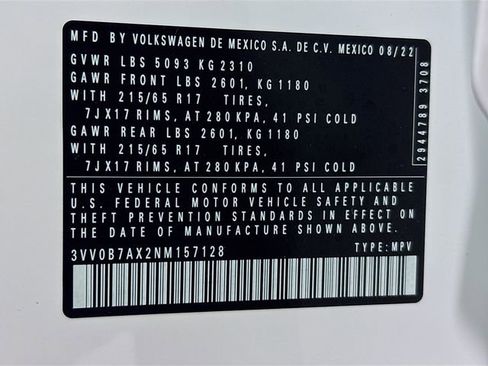 MFD BY VOLKSWAGEN DE MEXICO S.A. DE C.V. MEXICO 08/22
GVWR LBS 5093 KG 2310
GAWR FRONT LBS 2601, KG 1180
WITH 215/65 R17 TIRES,
7JX17 RIMS, AT 280 KPA, 41 PSI COLD
GAWR REAR LBS 2601, KG 1180
WITH 215/65 R17 TIRES,
7JX17 RIMS, AT 280 KPA, 41 PSI COLD
THIS VEHICLE CONFORMS TO ALL APPLICABLE
U.S. FEDERAL MOTOR VEHICLE SAFETY AND
THEFT PREVENTION STANDARDS IN EFFECT ON
THE DATE OF MANUFACTURE SHOWN ABOVE.
3VV0B7AX2NM157128 TYPE: MPV
2944789 3708